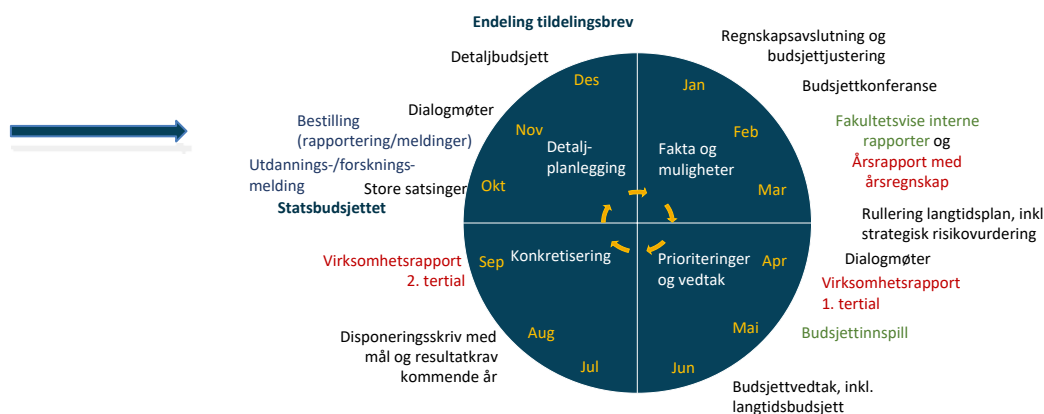 Endeling tildelingsbrev
Regnskapsavslutning og
budsjettjustering
Detaljbudsjett
Des
Jan
Budsjettkonferanse
Dialogmøter
Bestilling
(rapportering/meldinger)
Nov
Feb
Fakultetsvise interne
rapporter og
Årsrapport med
årsregnskap
Detalj-
planlegging
Fakta og
muligheter
Utdannings-/forsknings-
melding
Store satsinger
Okt
Mar
Statsbudsjettet
Rullering langtidsplan, inkl
strategisk risikovurdering
Dialogmøter
Virksomhetsrapport
2. tertial
Sep
Konkretisering
Prioriteringer
og vedtak
Apr
Virksomhetsrapport
1. tertial
Disponeringsskriv med
mål og resultatkrav
kommende år
Aug
Mai
Budsjettinnspill
Jul
Jun
Budsjettvedtak, inkl.
langtidsbudsjett